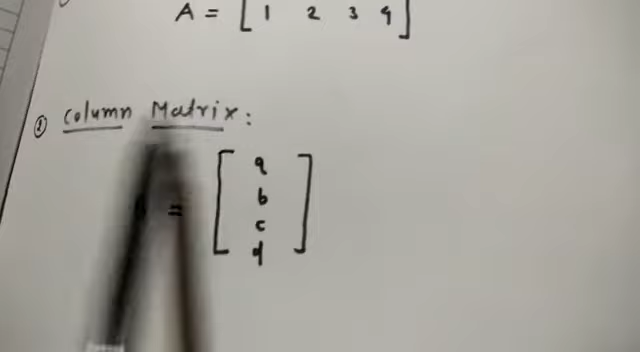 A = [ 1 2 3 4 ]
② Column Matrix :
= [ a
b
c
d ]